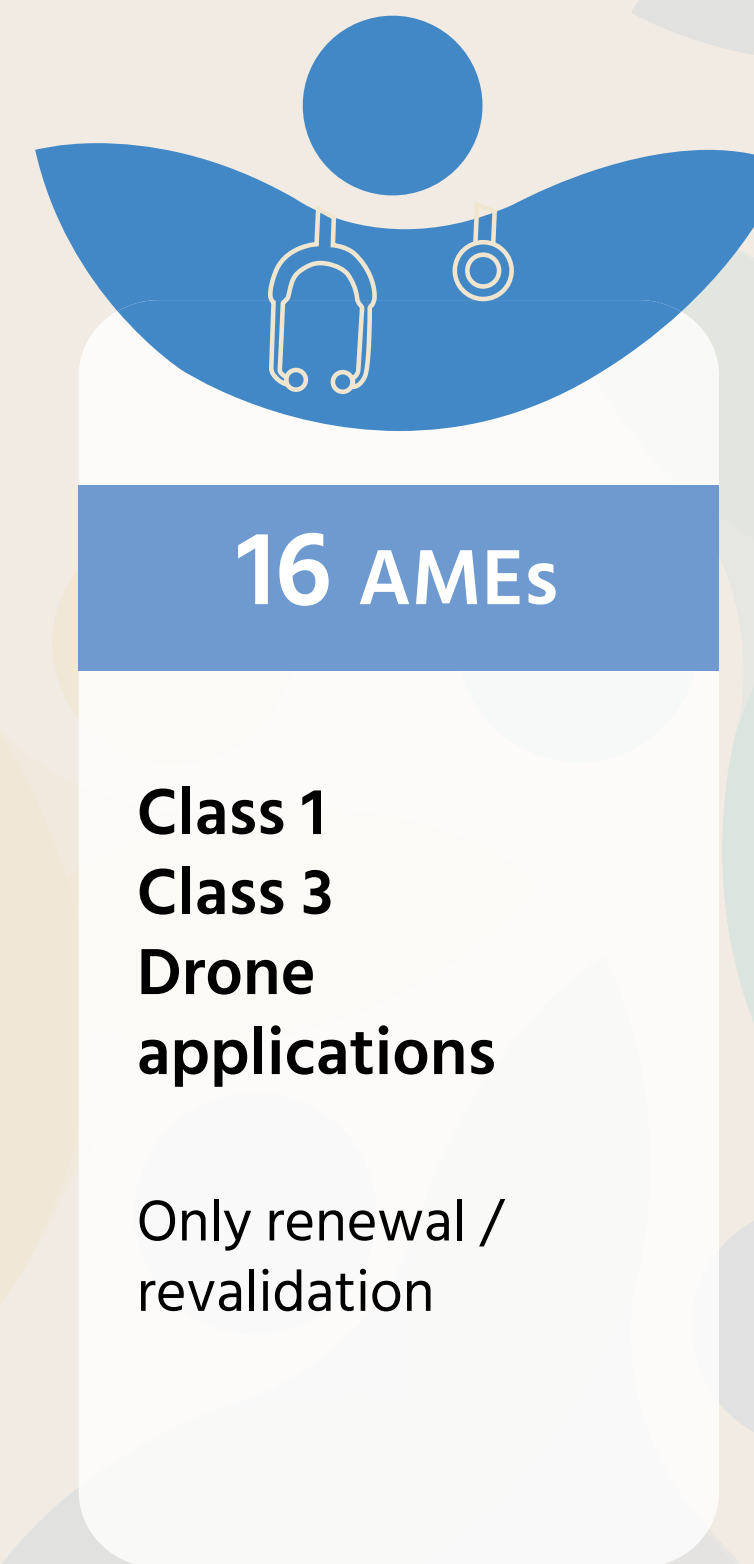 16 AMEs
Class 1
Class 3
Drone
applications
Only renewal /
revalidation